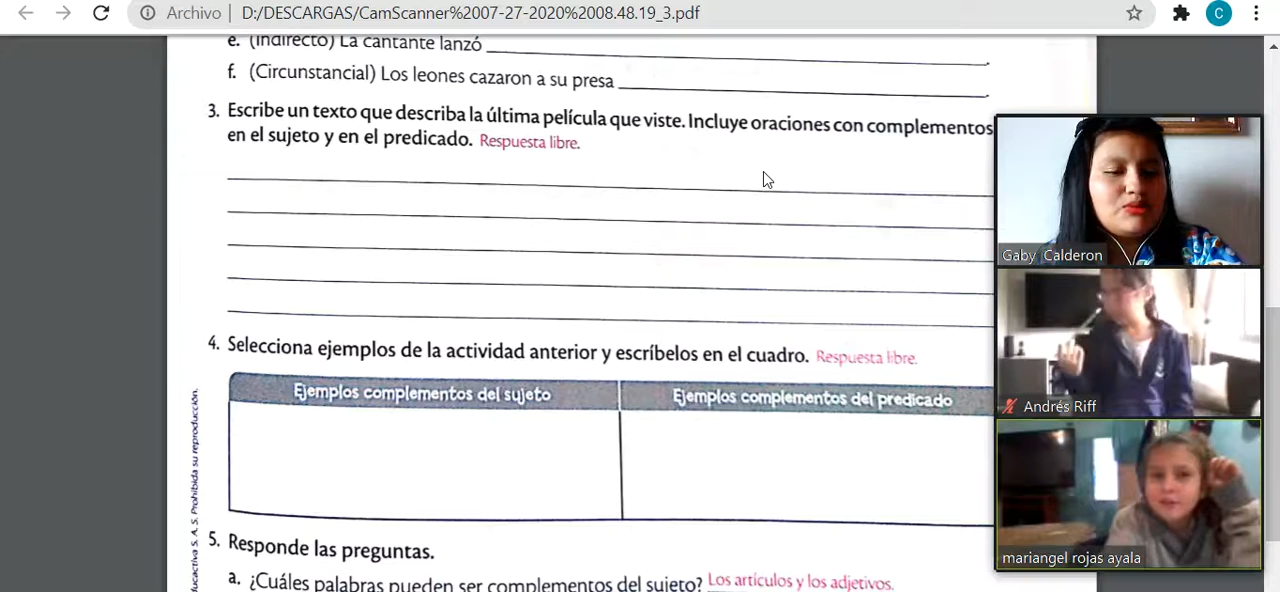 Archivo D:/DESCARGAS/CamScanner%2007-27-2020%2008.48.19_3.pdf
C
e. (Indirecto) La cantante lanzó
f. (Circunstancial) Los leones cazaron a su presa
3. Escribe un texto que describa la última película que viste. Incluye oraciones con complementos
en el sujeto y en el predicado. Respuesta libre.
4. Selecciona ejemplos de la actividad anterior y escríbelos en el cuadro. Respuesta libre.
Ejemplos complementos del sujeto Ejemplos complementos del predicado
5. Responde las preguntas.
a. ¿Cuáles palabras pueden ser complementos del sujeto? Los artículos y los adjetivos.
ducactiva S. A. S. Prohibida su reproducción.
Gaby Calderon
Andrés Riff
mariangel rojas ayala